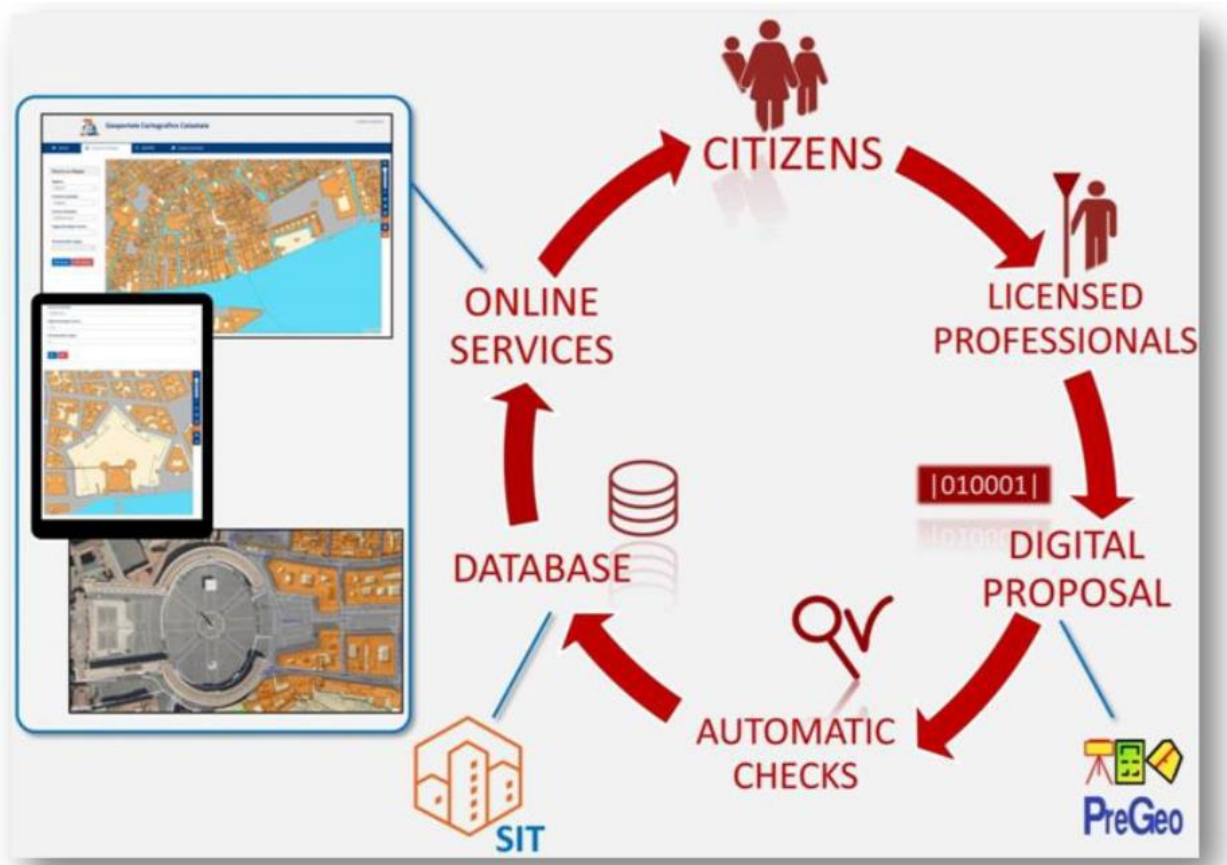 Geoportale Cartografico Catastale
CITIZENS
LICENSED
PROFESSIONALS
|010001|
DIGITAL
PROPOSAL
PreGeo
AUTOMATIC
CHECKS
DATABASE
SIT
ONLINE
SERVICES